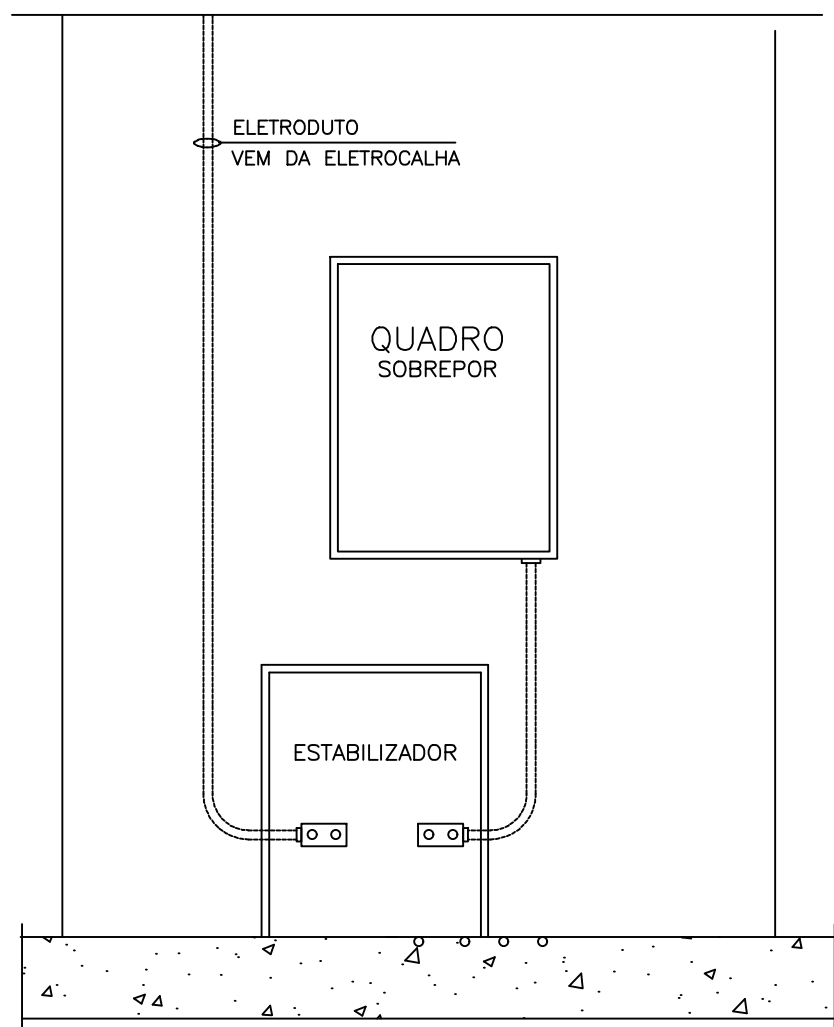 ELETRODUTO
VEM DA ELETROCALHA
QUADRO
SOBREPOR
ESTABILIZADOR